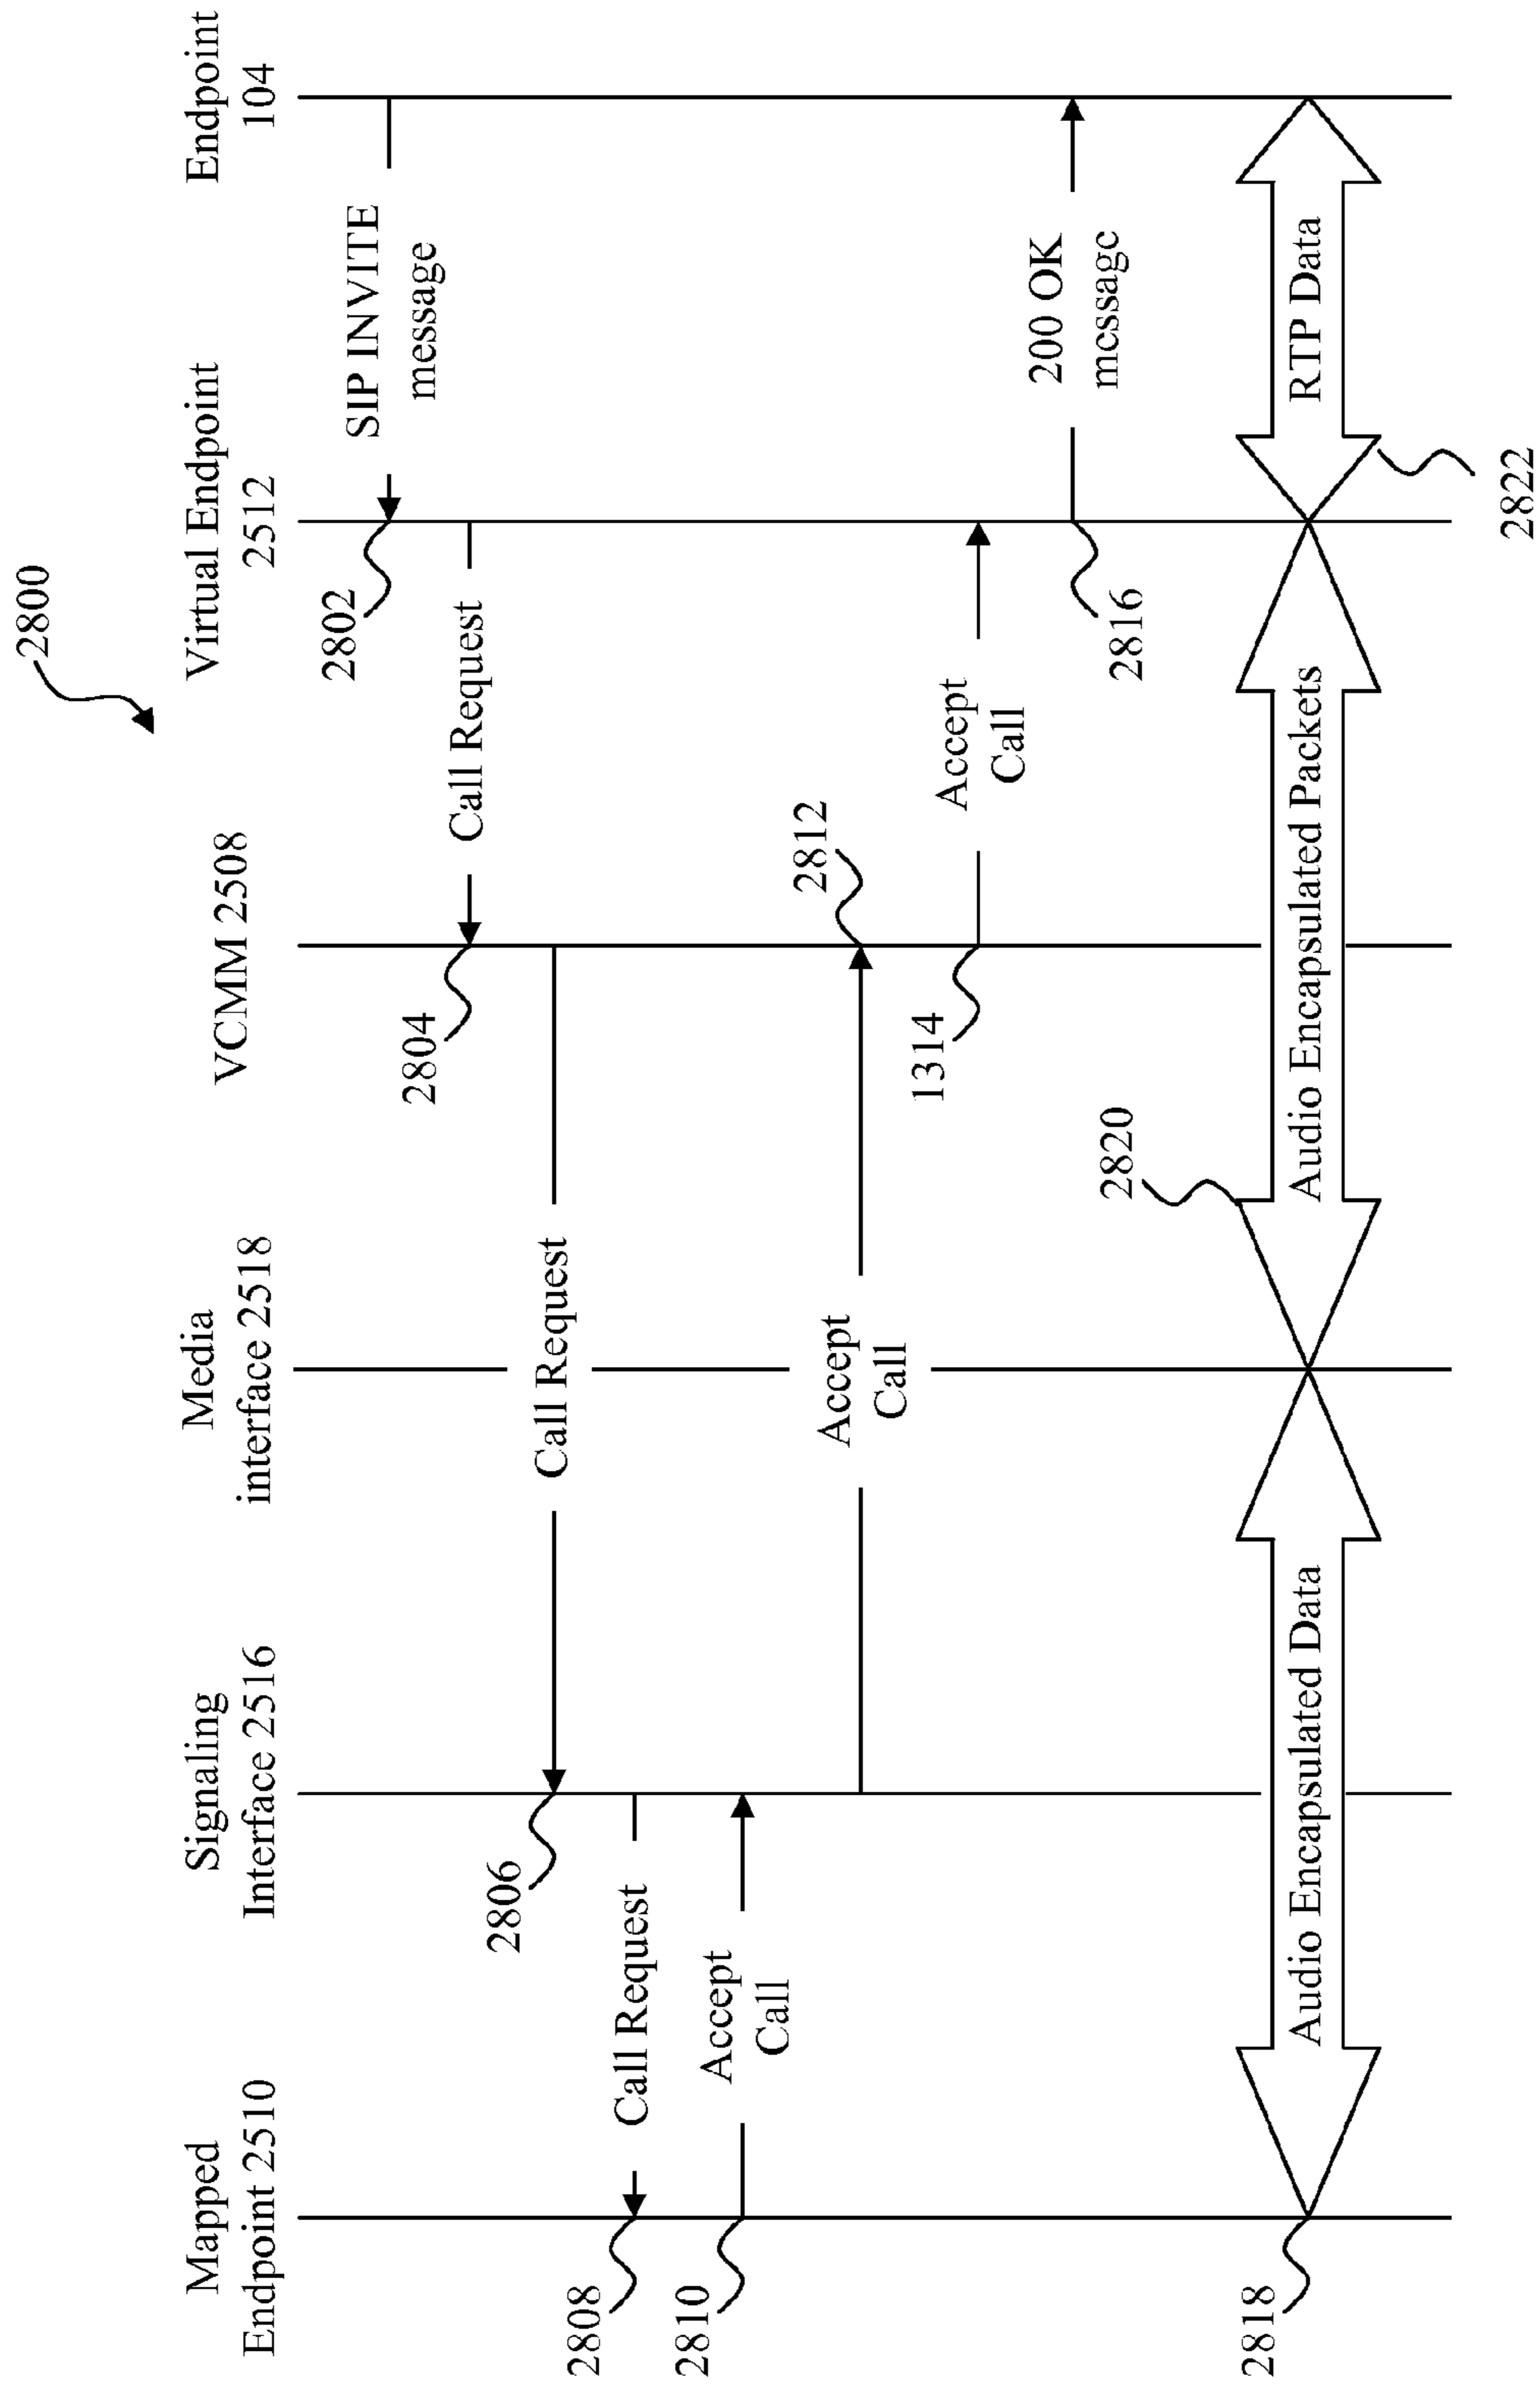 2800
Mapped
Endpoint 2510
Signaling
Interface 2516
Media
interface 2518
VCMM 2508
Virtual Endpoint
2512
Endpoint
104
SIP INVITE
message
2802
Call Request
2804
Call Request
2806
Call Request
2808
Accept
Call
2810
Accept
Call
2812
Accept
Call
1314
200 OK
message
2816
Audio Encapsulated Data
2818
Audio Encapsulated Packets
2820
RTP Data
2822